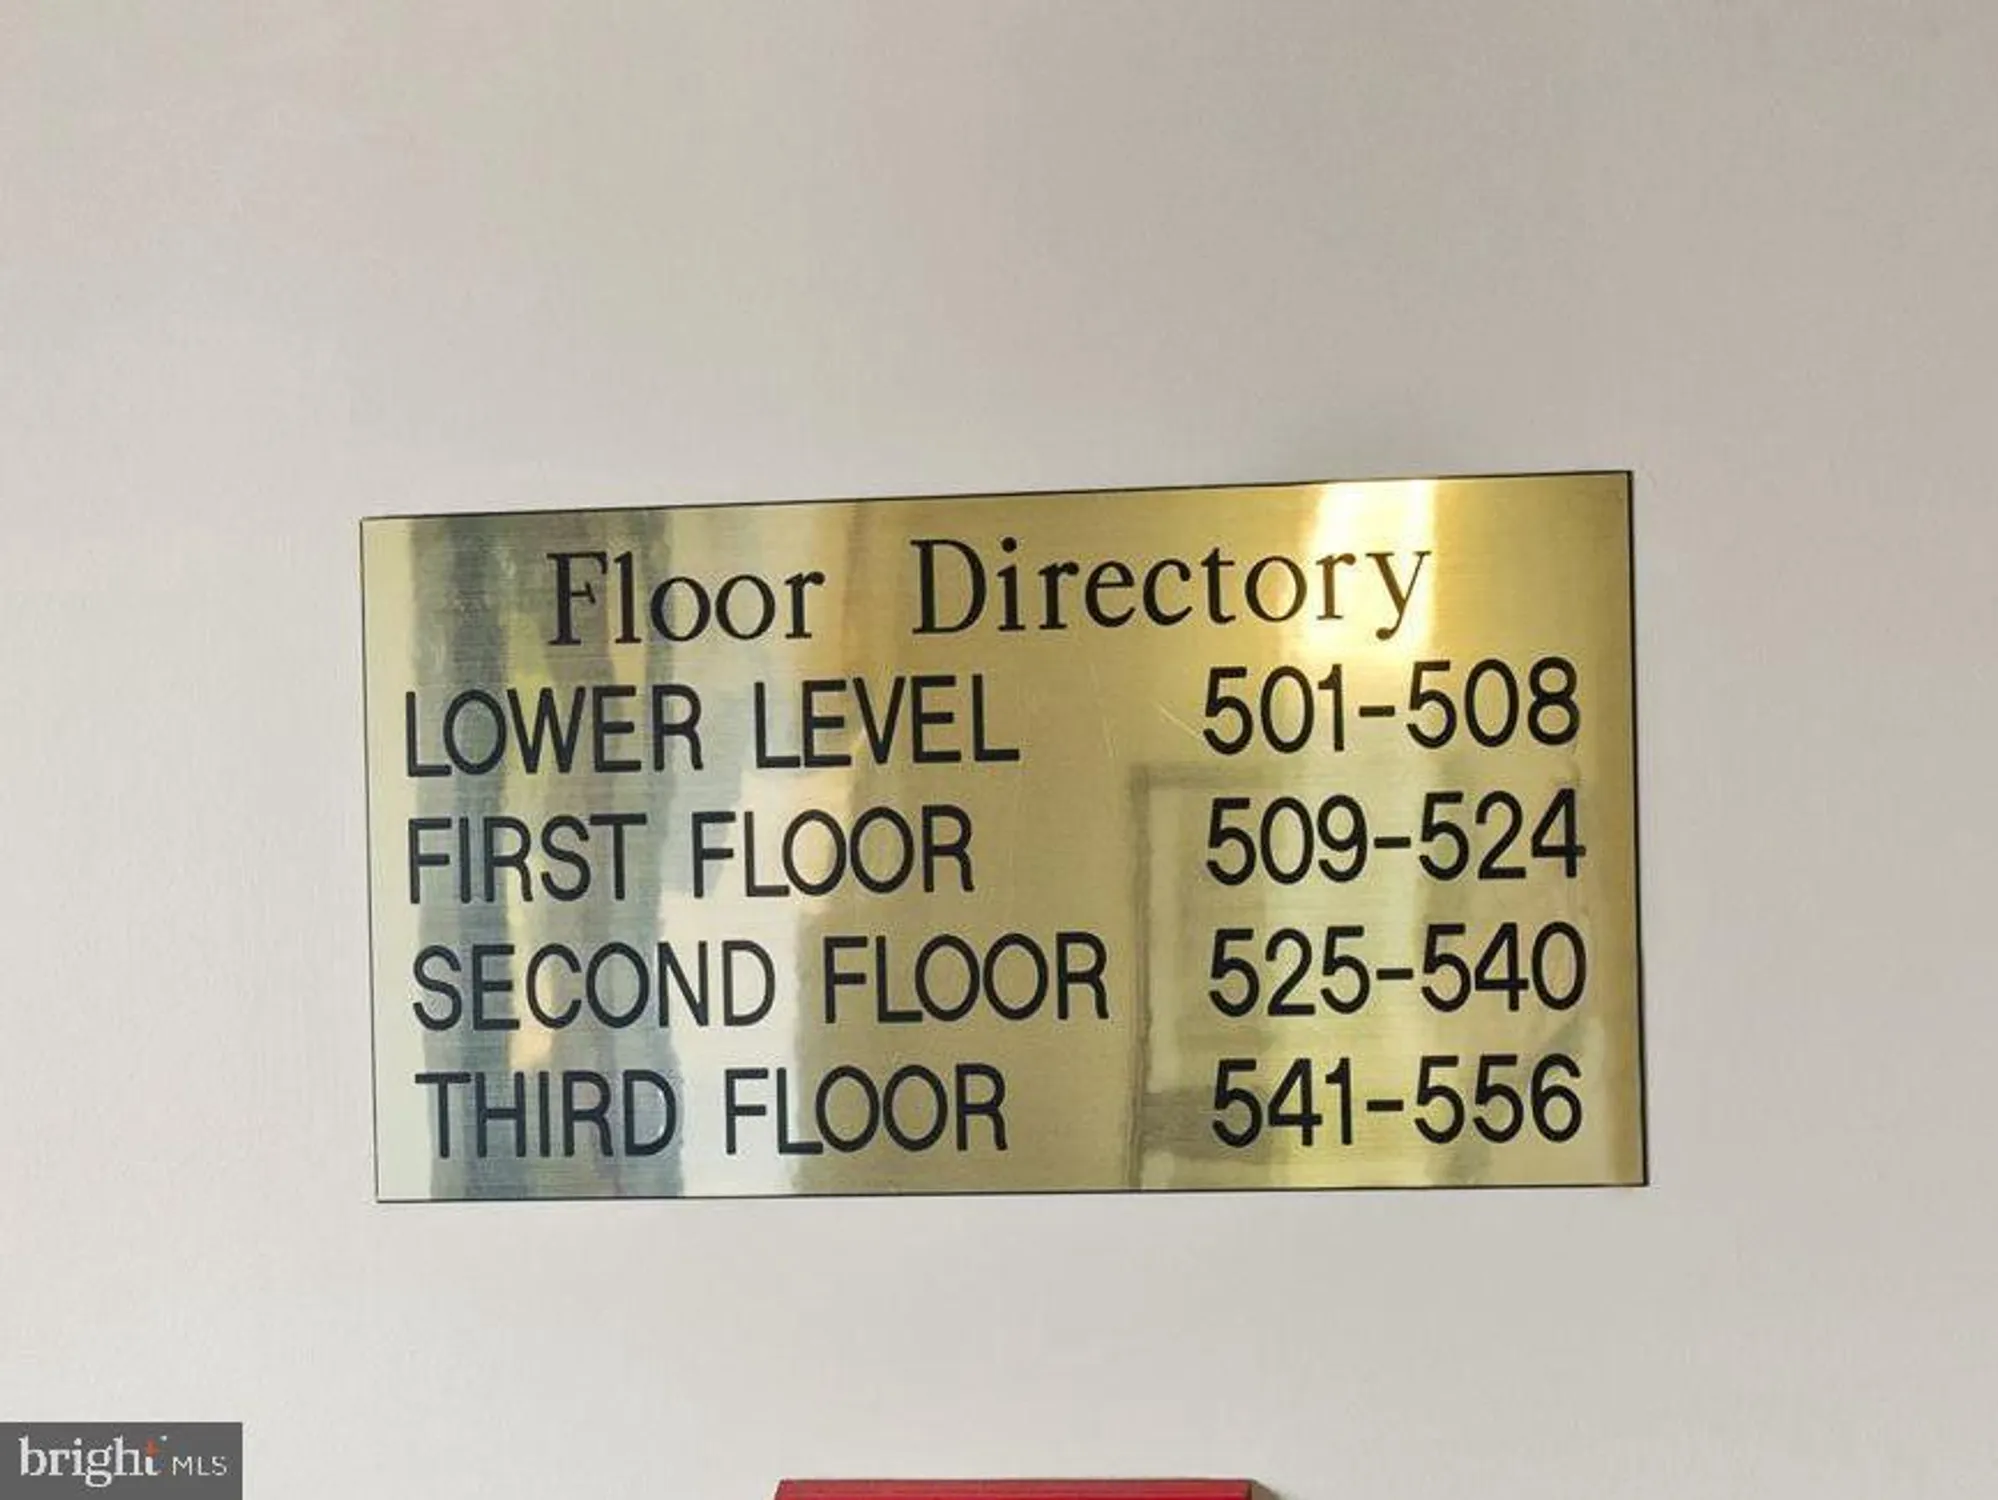 Floor Directory
LOWER LEVEL 501-508
FIRST FLOOR 509-524
SECOND FLOOR 525-540
THIRD FLOOR 541-556
bright MLS